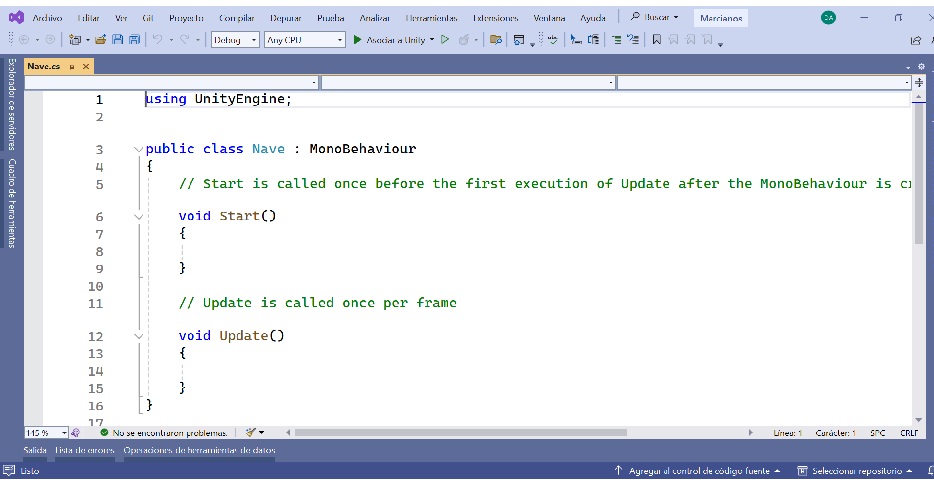 Archivo Editar Ver Git Proyecto Compilar Depurar Prueba Analizar Herramientas Extensiones Ventana Ayuda Buscar Marcianos DA
Debug Any CPU Asociar a Unity
Explorador de servidores
Cuadro de herramientas
Nave.cs
1 using UnityEngine;
2
3 public class Nave : MonoBehaviour
4 {
5 // Start is called once before the first execution of Update after the MonoBehaviour is cr
6 void Start()
7 {
8
9 }
10
11 // Update is called once per frame
12 void Update()
13 {
14
15 }
16 }
17
145 % No se encontraron problemas. Línea: 1 Carácter: 1 SPC CRLF
Salida Lista de errores Operaciones de herramientas de datos
Listo Agregar al control de código fuente Seleccionar repositorio